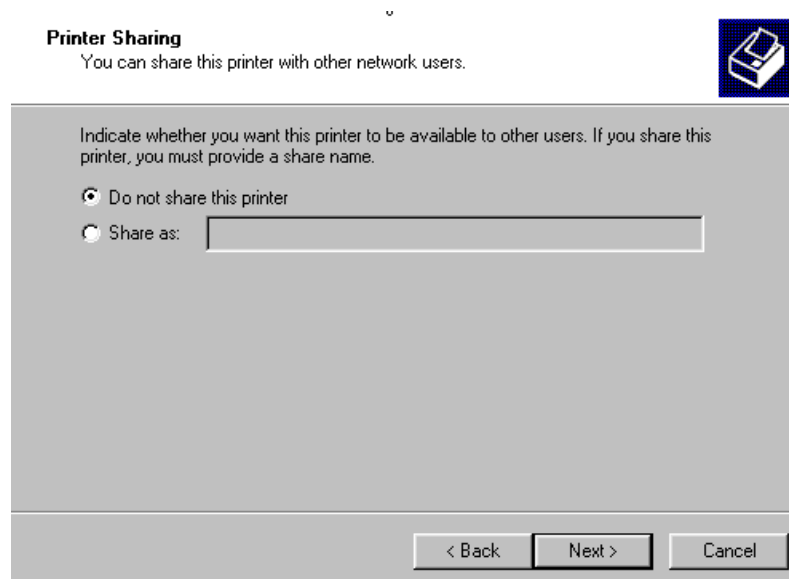 Printer Sharing
You can share this printer with other network users.
Indicate whether you want this printer to be available to other users. If you share this
printer, you must provide a share name.
Do not share this printer
Share as:
< Back Next > Cancel